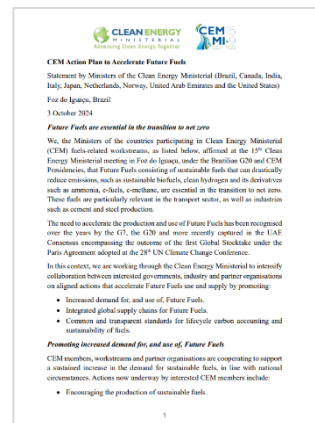 CLEAN ENERGY
MINISTERIAL
Advancing Clean Energy Together
CEM
MI-
CEM Action Plan to Accelerate Future Fuels
Statement by Ministers of the Clean Energy Ministerial (Brazil, Canada, India,
Italy, Japan, Netherlands, Norway, United Arab Emirates and the United States)
Foz do Iguaçu, Brazil
3 October 2024
Future Fuels are essential in the transition to net zero
We, the Ministers of the countries participating in Clean Energy Ministerial
(CEM) fuels-related workstreams, as listed below, affirmed at the 15th Clean
Energy Ministerial meeting in Foz do Iguaçu, under the Brazilian G20 and CEM
Presidencies, that Future Fuels consisting of sustainable fuels that can drastically
reduce emissions, such as sustainable biofuels, clean hydrogen and its derivatives
such as ammonia, e-fuels, e-methane, are essential in the transition to net zero.
These fuels are particularly relevant in the transport sector, as well as industries
such as cement and steel production.
The need to accelerate the production and use of Future Fuels has been recognised
over the years by the G7, the G20 and more recently captured in the UAE
Consensus encompassing the outcome of the first Global Stocktake under the
Paris Agreement adopted at the 28th UN Climate Change Conference.
In this context, we are working through the Clean Energy Ministerial to intensify
collaboration between interested governments, industry and partner organisations
on aligned actions that accelerate Future Fuels use and supply by promoting:
• Increased demand for, and use of, Future Fuels.
• Integrated global supply chains for Future Fuels.
• Common and transparent standards for lifecycle carbon accounting and
sustainability of fuels.
Promoting increased demand for, and use of, Future Fuels
CEM members, workstreams and partner organisations are cooperating to support
a sustained increase in the demand for sustainable fuels, in line with national
circumstances. Actions now underway by interested CEM members include:
• Encouraging the production of sustainable fuels.
1